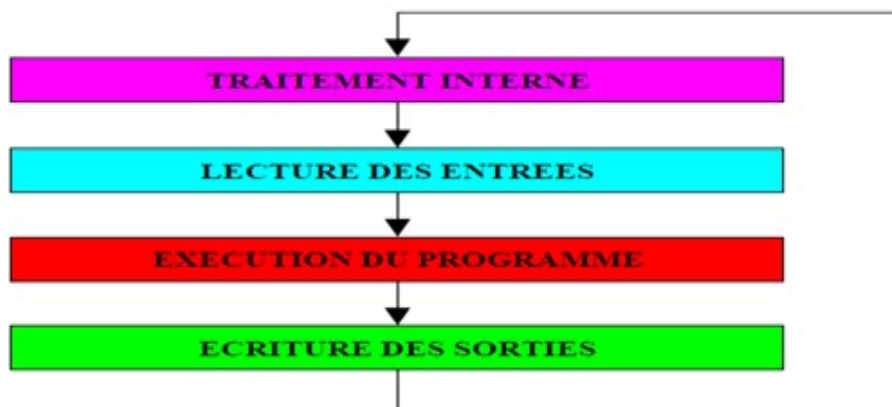 TRAITEMENT INTERNE
LECTURE DES ENTREES
EXECUTION DU PROGRAMME
ECRITURE DES SORTIES